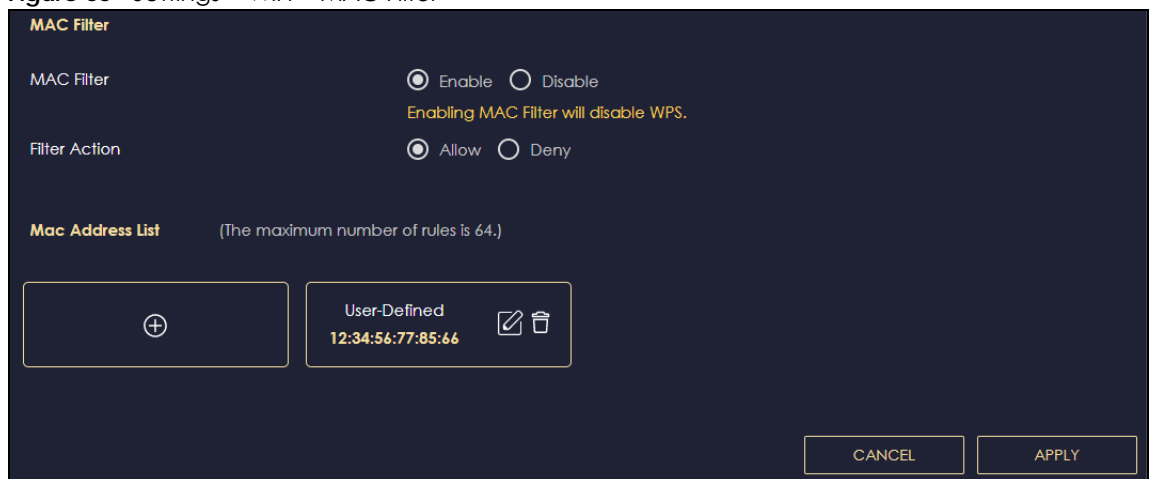 MAC Filter
MAC Filter Enable Disable
Enabling MAC Filter will disable WPS.
Filter Action Allow Deny
Mac Address List (The maximum number of rules is 64.)
User-Defined
12:34:56:77:85:66
CANCEL APPLY